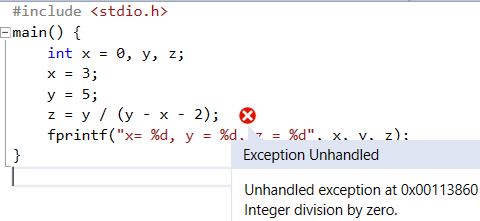 #include <stdio.h>
main() {
int x = 0, y, z;
x = 3;
y = 5;
z = y / (y - x - 2);
fprintf("x= %d, y = %d, z = %d", x, y, z);
}
Exception Unhandled
Unhandled exception at 0x00113860
Integer division by zero.